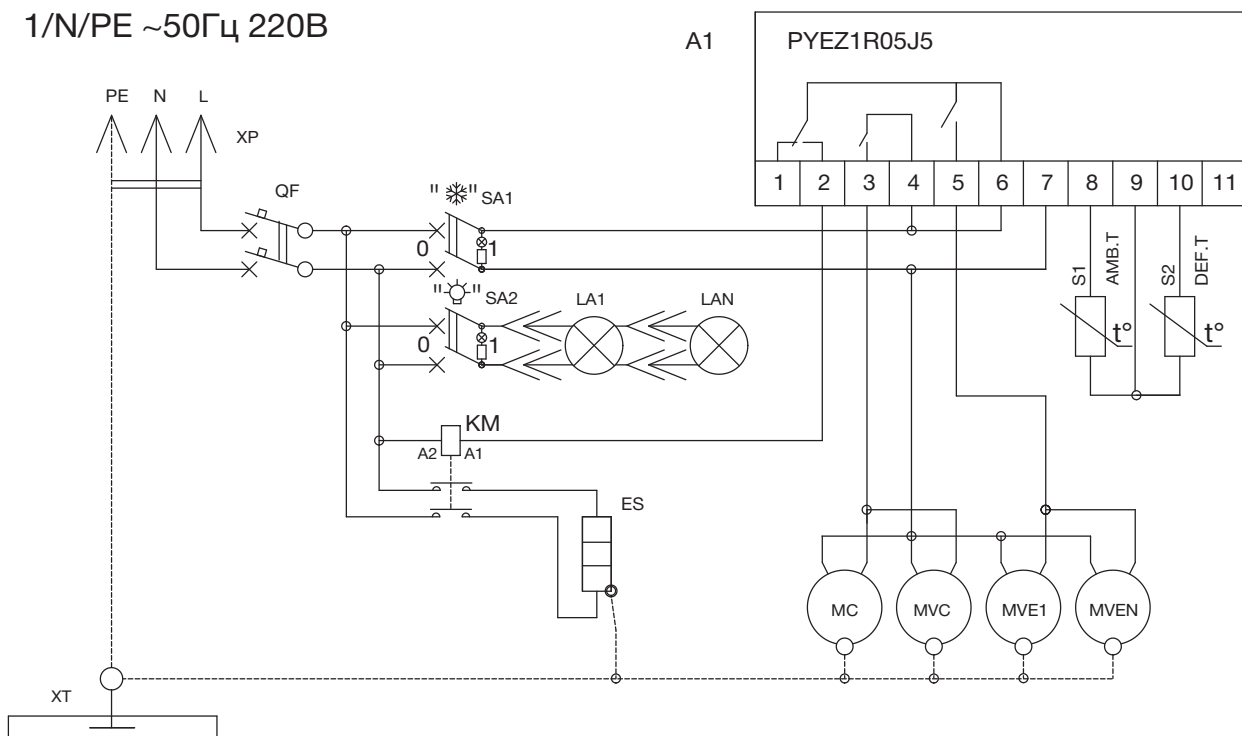 1/N/PE ~50Гц 220В
A1 PYEZ1R05J5
PE N L
XP
QF
" " SA1
0 1
1 2 3 4 5 6 7 8 9 10 11
" " SA2
0 1
LA1 LAN
S1 AMB.T
t°
S2 DEF.T
t°
KM
A2 A1
ES
MC MVC MVE1 MVEN
XT